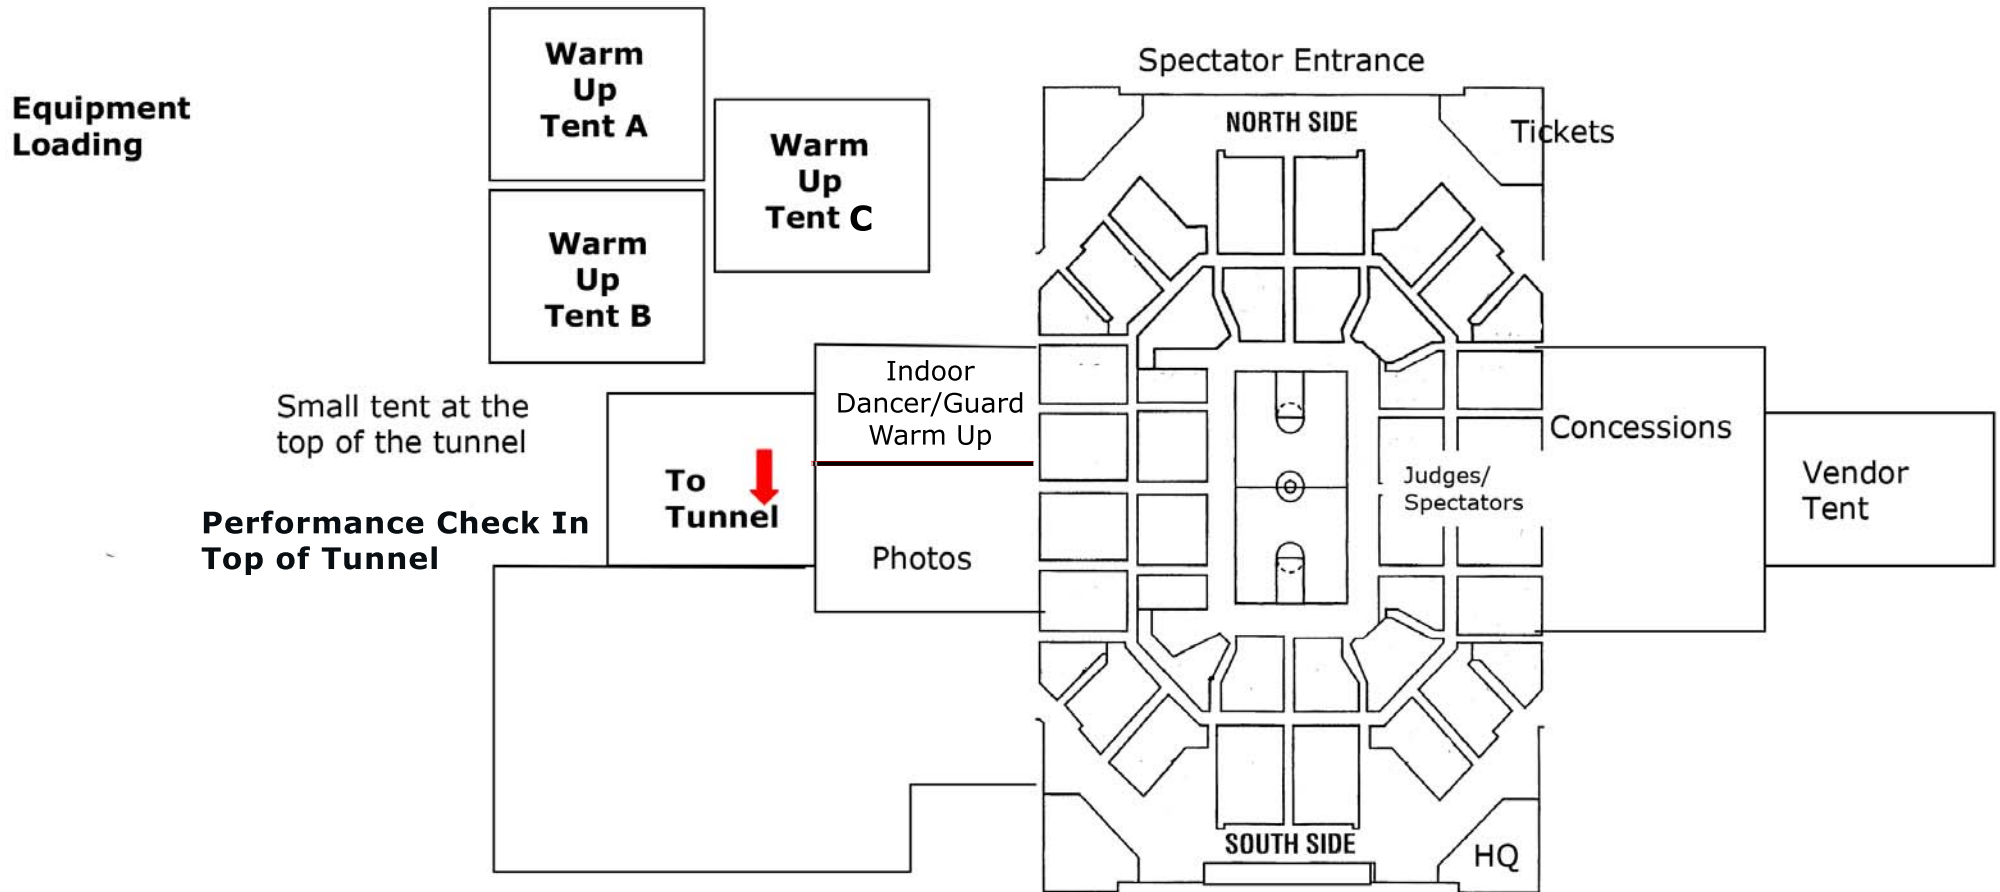 Warm
Up
Tent A
Equipment
Loading
Warm
Up
Tent C
Warm
Up
Tent B
Spectator Entrance
NORTH SIDE
Tickets
Small tent at the
top of the tunnel
Indoor
Dancer/Guard
Warm Up
To
Tunnel
Performance Check In
Top of Tunnel
Photos
Judges/
Spectators
Concessions
Vendor
Tent
SOUTH SIDE
HQ